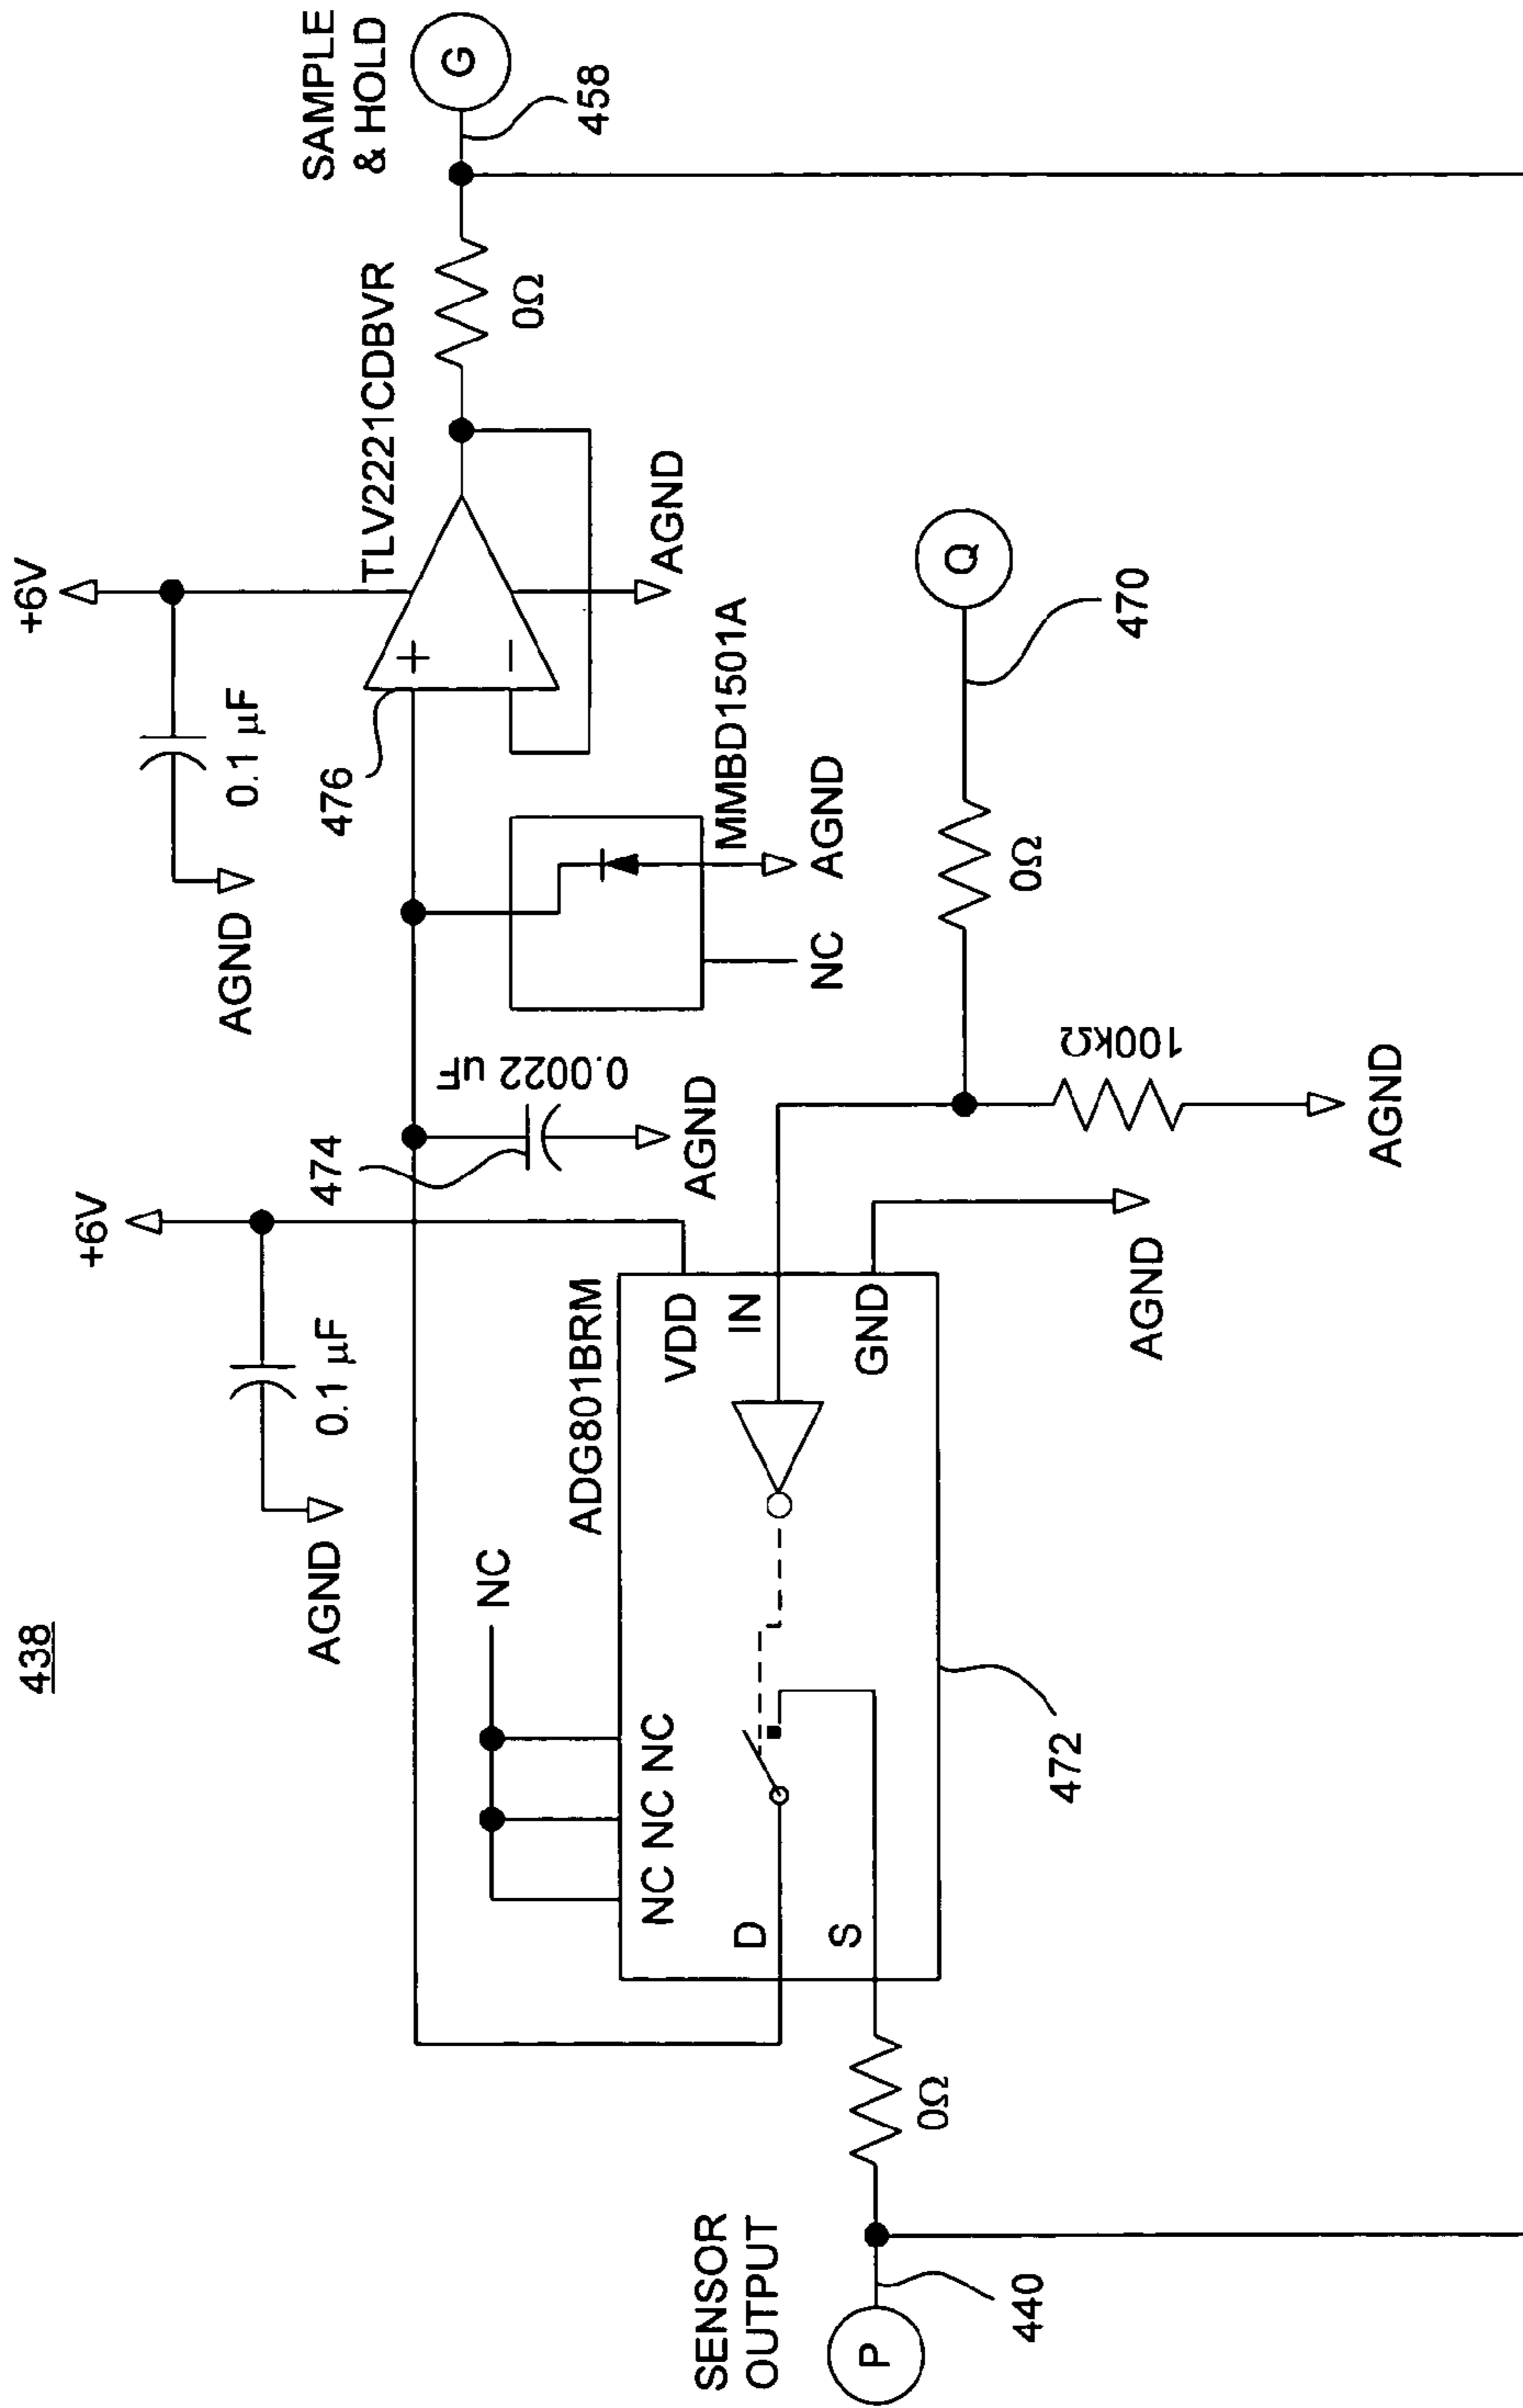 438
+6V
0.1 µF
AGND
+6V
0.1 µF
AGND
SAMPLE
& HOLD
G
458
TLV2221CDBVR
0Ω
476
AGND
474
0.0022 uF
AGND
MMBD1501A
AGND
NC
NC
ADG801BRM
NC NC NC
VDD
IN
GND
D
S
AGND
472
SENSOR
OUTPUT
P
440
0Ω
Q
470
0Ω
100kΩ
AGND